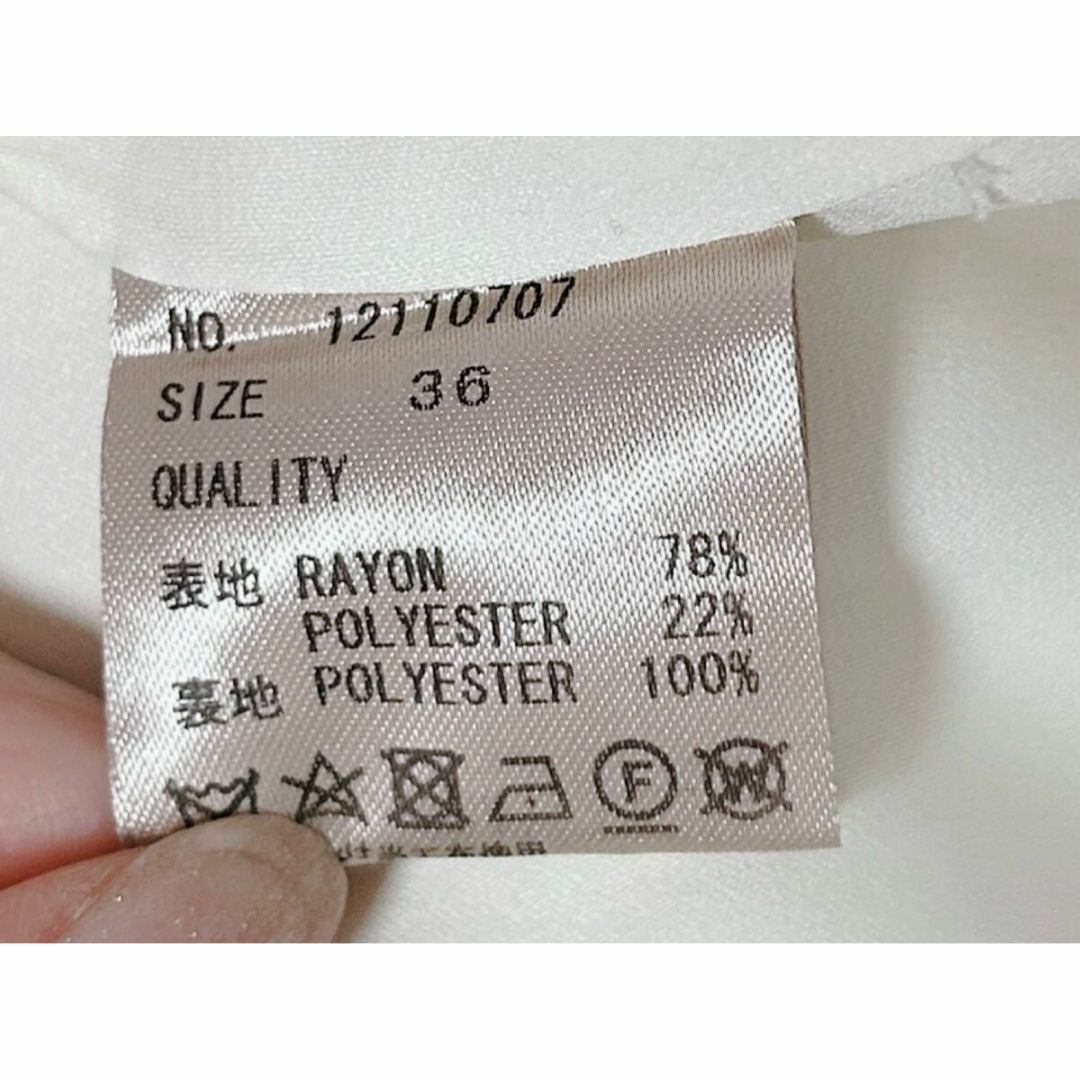 NO. 12110707
SIZE 36
QUALITY
表地 RAYON 78%
POLYESTER 22%
裏地 POLYESTER 100%
F W